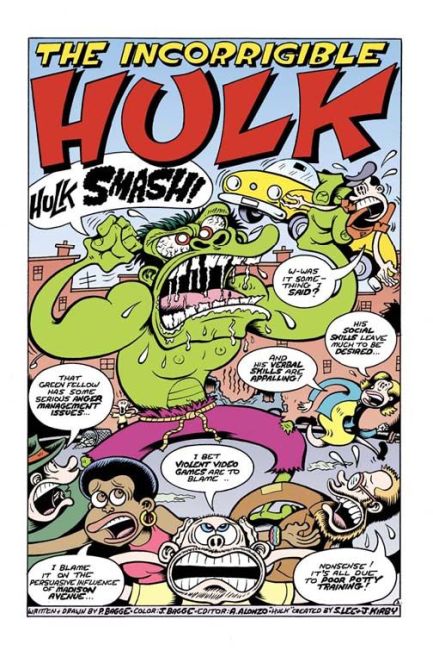 THE INCORRIGIBLE
HULK
HULK SMASH!
W-WAS
IT SOME-
THING I
SAID?
HIS
SOCIAL
SKILLS LEAVE
MUCH TO BE
DESIRED...
AND
HIS VERBAL
SKILLS ARE
APPALLING!
THAT
GREEN FELLOW
HAS SOME
SERIOUS ANGER
MANAGEMENT
ISSUES...
I BET
VIOLENT VIDEO
GAMES ARE TO
BLAME..
I BLAME
IT ON THE
PERSUASIVE INFLUENCE
OF MADISON
AVENUE...
NONSENSE!
IT'S ALL DUE
TO POOR POTTY
TRAINING!
WRITTEN + DRAWN BY P. BAGGE - COLOR: J. BAGGE - EDITOR: A. ALONZO - "HULK" CREATED BY S. LEE + J. KIRBY